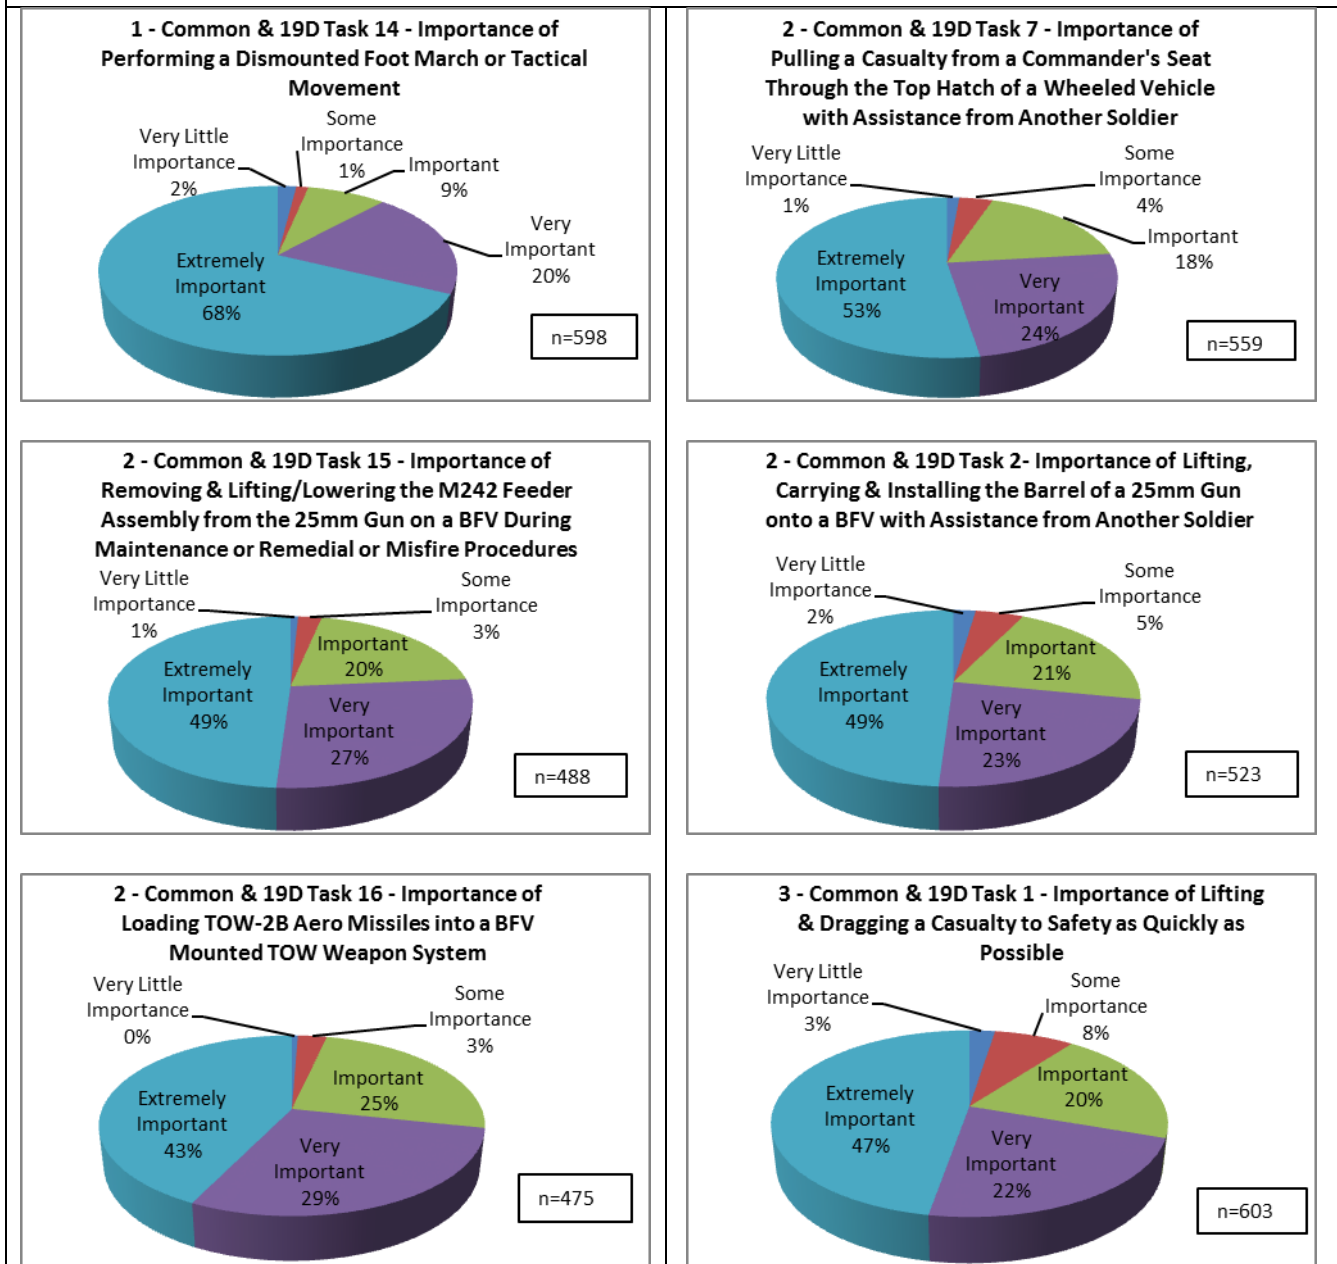 1 - Common & 19D Task 14 - Importance of
Performing a Dismounted Foot March or Tactical
Movement
Very Little
Importance
2%
Some
Importance
1%
Important
9%
Very
Important
20%
Extremely
Important
68%
n=598
2 - Common & 19D Task 7 - Importance of
Pulling a Casualty from a Commander's Seat
Through the Top Hatch of a Wheeled Vehicle
with Assistance from Another Soldier
Very Little
Importance
1%
Some
Importance
4%
Important
18%
Very
Important
24%
Extremely
Important
53%
n=559
2 - Common & 19D Task 15 - Importance of
Removing & Lifting/Lowering the M242 Feeder
Assembly from the 25mm Gun on a BFV During
Maintenance or Remedial or Misfire Procedures
Very Little
Importance
1%
Some
Importance
3%
Important
20%
Very
Important
27%
Extremely
Important
49%
n=488
2 - Common & 19D Task 2- Importance of Lifting,
Carrying & Installing the Barrel of a 25mm Gun
onto a BFV with Assistance from Another Soldier
Very Little
Importance
2%
Some
Importance
5%
Important
21%
Very
Important
23%
Extremely
Important
49%
n=523
2 - Common & 19D Task 16 - Importance of
Loading TOW-2B Aero Missiles into a BFV
Mounted TOW Weapon System
Very Little
Importance
0%
Some
Importance
3%
Important
25%
Very
Important
29%
Extremely
Important
43%
n=475
3 - Common & 19D Task 1 - Importance of Lifting
& Dragging a Casualty to Safety as Quickly as
Possible
Very Little
Importance
3%
Some
Importance
8%
Important
20%
Very
Important
22%
Extremely
Important
47%
n=603